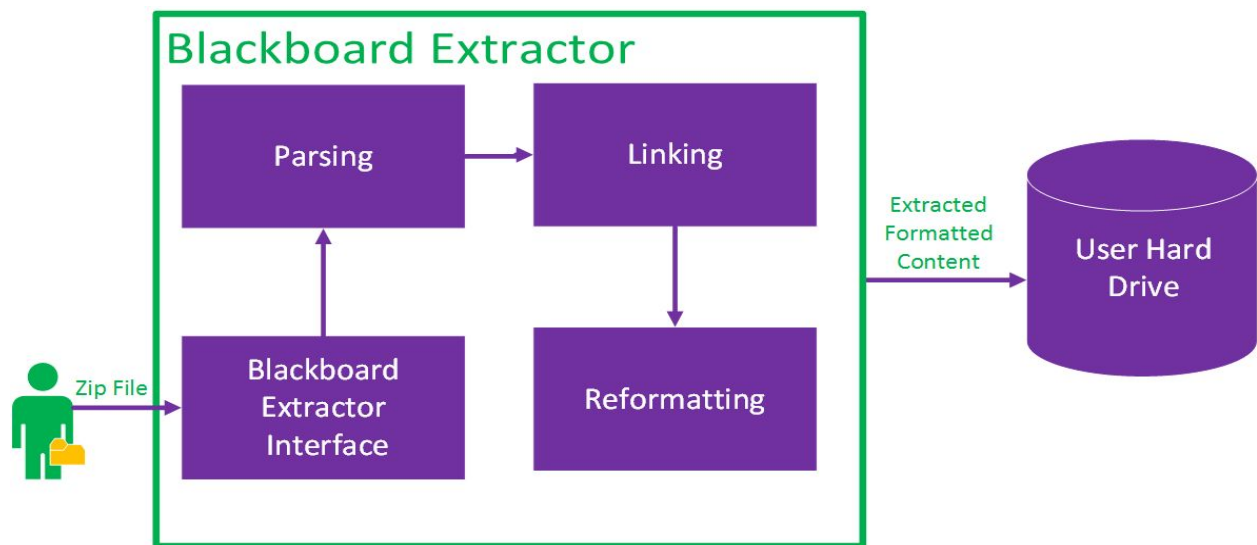 Blackboard Extractor
Parsing
Linking
Extracted
Formatted
Content
User Hard
Drive
Zip File
Blackboard
Extractor
Interface
Reformatting